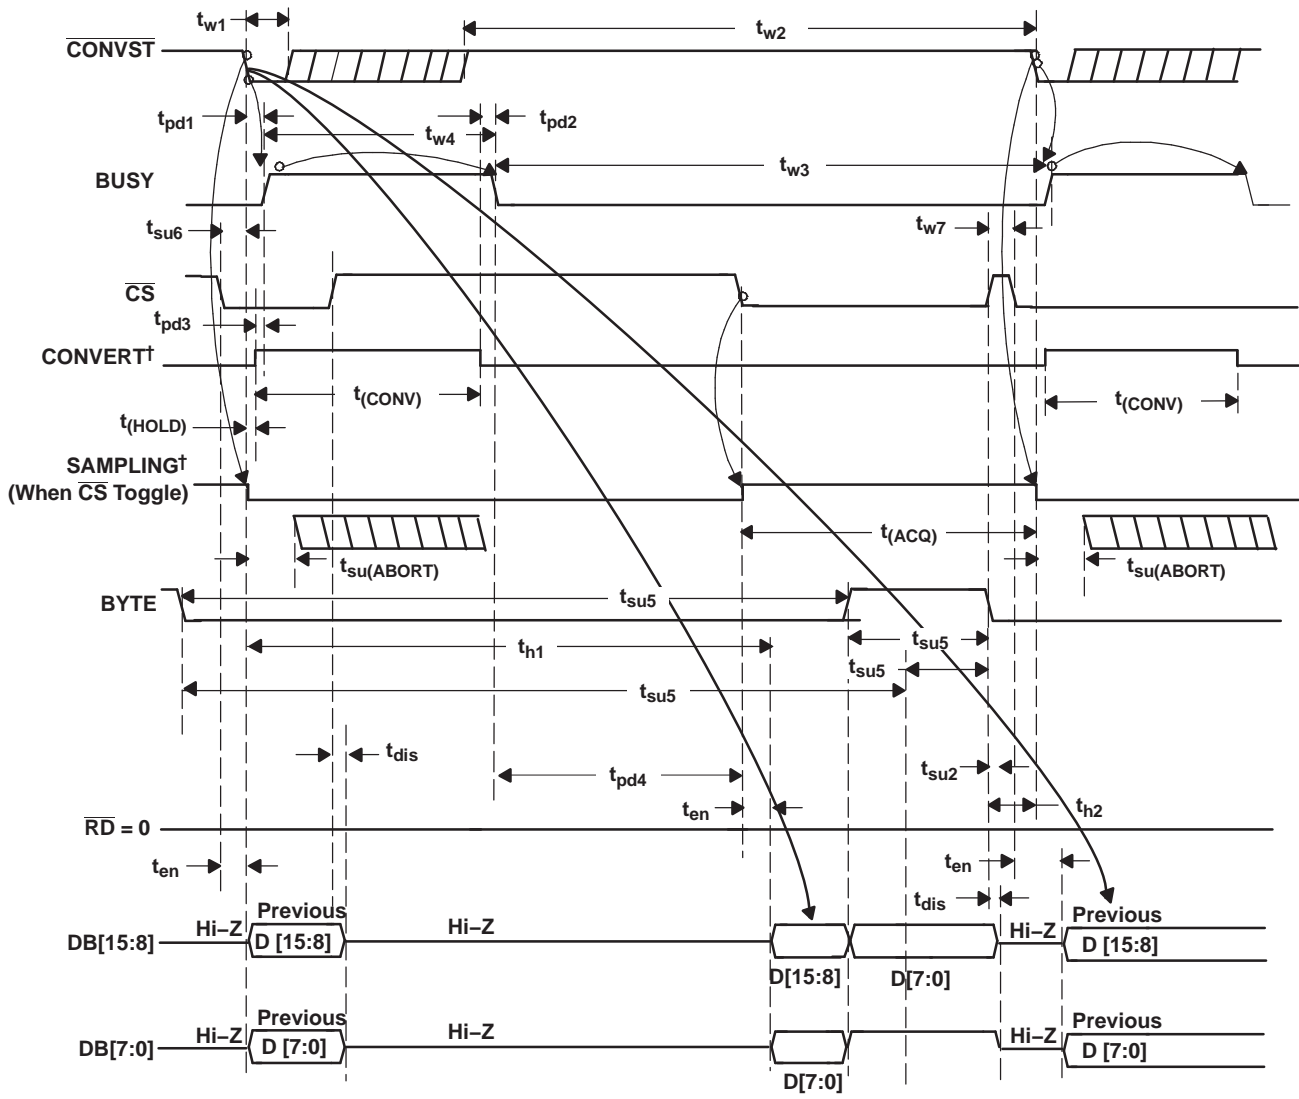 tw1
tw2
CONVST
tpd1
tw4
tpd2
tw3
BUSY
tsu6
tw7
CS
tpd3
CONVERT†
t(CONV)
t(CONV)
t(HOLD)
SAMPLING†
(When CS Toggle)
t(ACQ)
tsu(ABORT)
tsu(ABORT)
BYTE
tsu5
tsu5
th1
tsu5
tsu5
tdis
tsu2
tpd4
ten
th2
RD = 0
ten
ten
tdis
Previous
Previous
Hi–Z
Hi–Z
Hi–Z
DB[15:8]
D [15:8]
D [15:8]
D[15:8]
D[7:0]
Previous
Previous
Hi–Z
Hi–Z
Hi–Z
DB[7:0]
D [7:0]
D [7:0]
D[7:0]